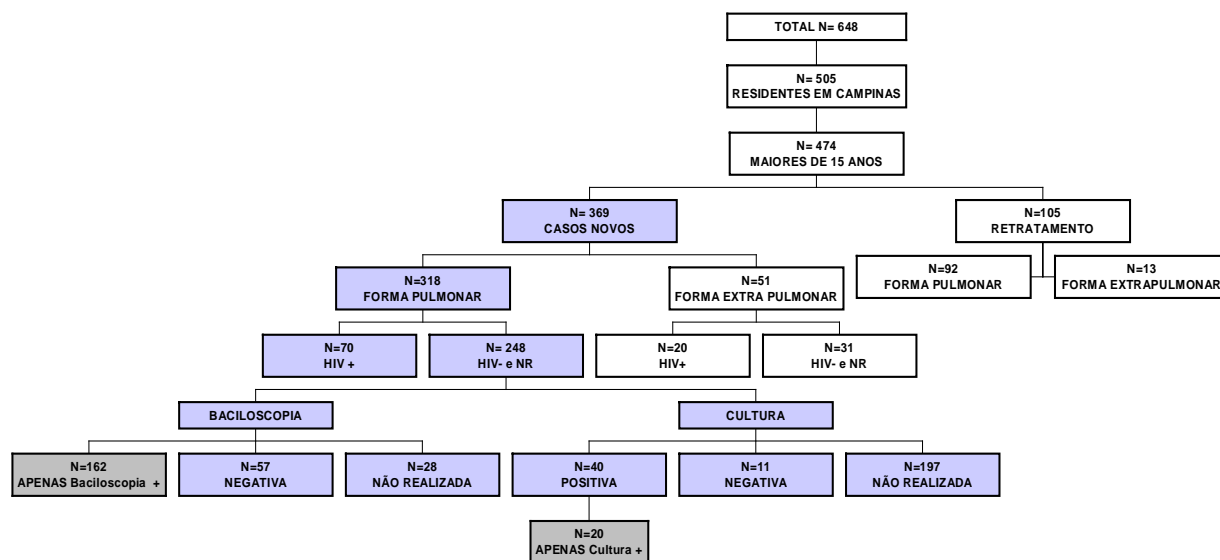 TOTAL N= 648
N= 505
RESIDENTES EM CAMPINAS
N= 474
MAIORES DE 15 ANOS
N= 369
CASOS NOVOS
N=105
RETRATAMENTO
N=318
FORMA PULMONAR
N=51
FORMA EXTRA PULMONAR
N=92
FORMA PULMONAR
N=13
FORMA EXTRAPULMONAR
N=70
HIV +
N= 248
HIV- e NR
N=20
HIV+
N=31
HIV- e NR
BACILOSCOPIA
CULTURA
N=162
APENAS Baciloscopia +
N=57
NEGATIVA
N=28
NÃO REALIZADA
N=40
POSITIVA
N=11
NEGATIVA
N=197
NÃO REALIZADA
N=20
APENAS Cultura +